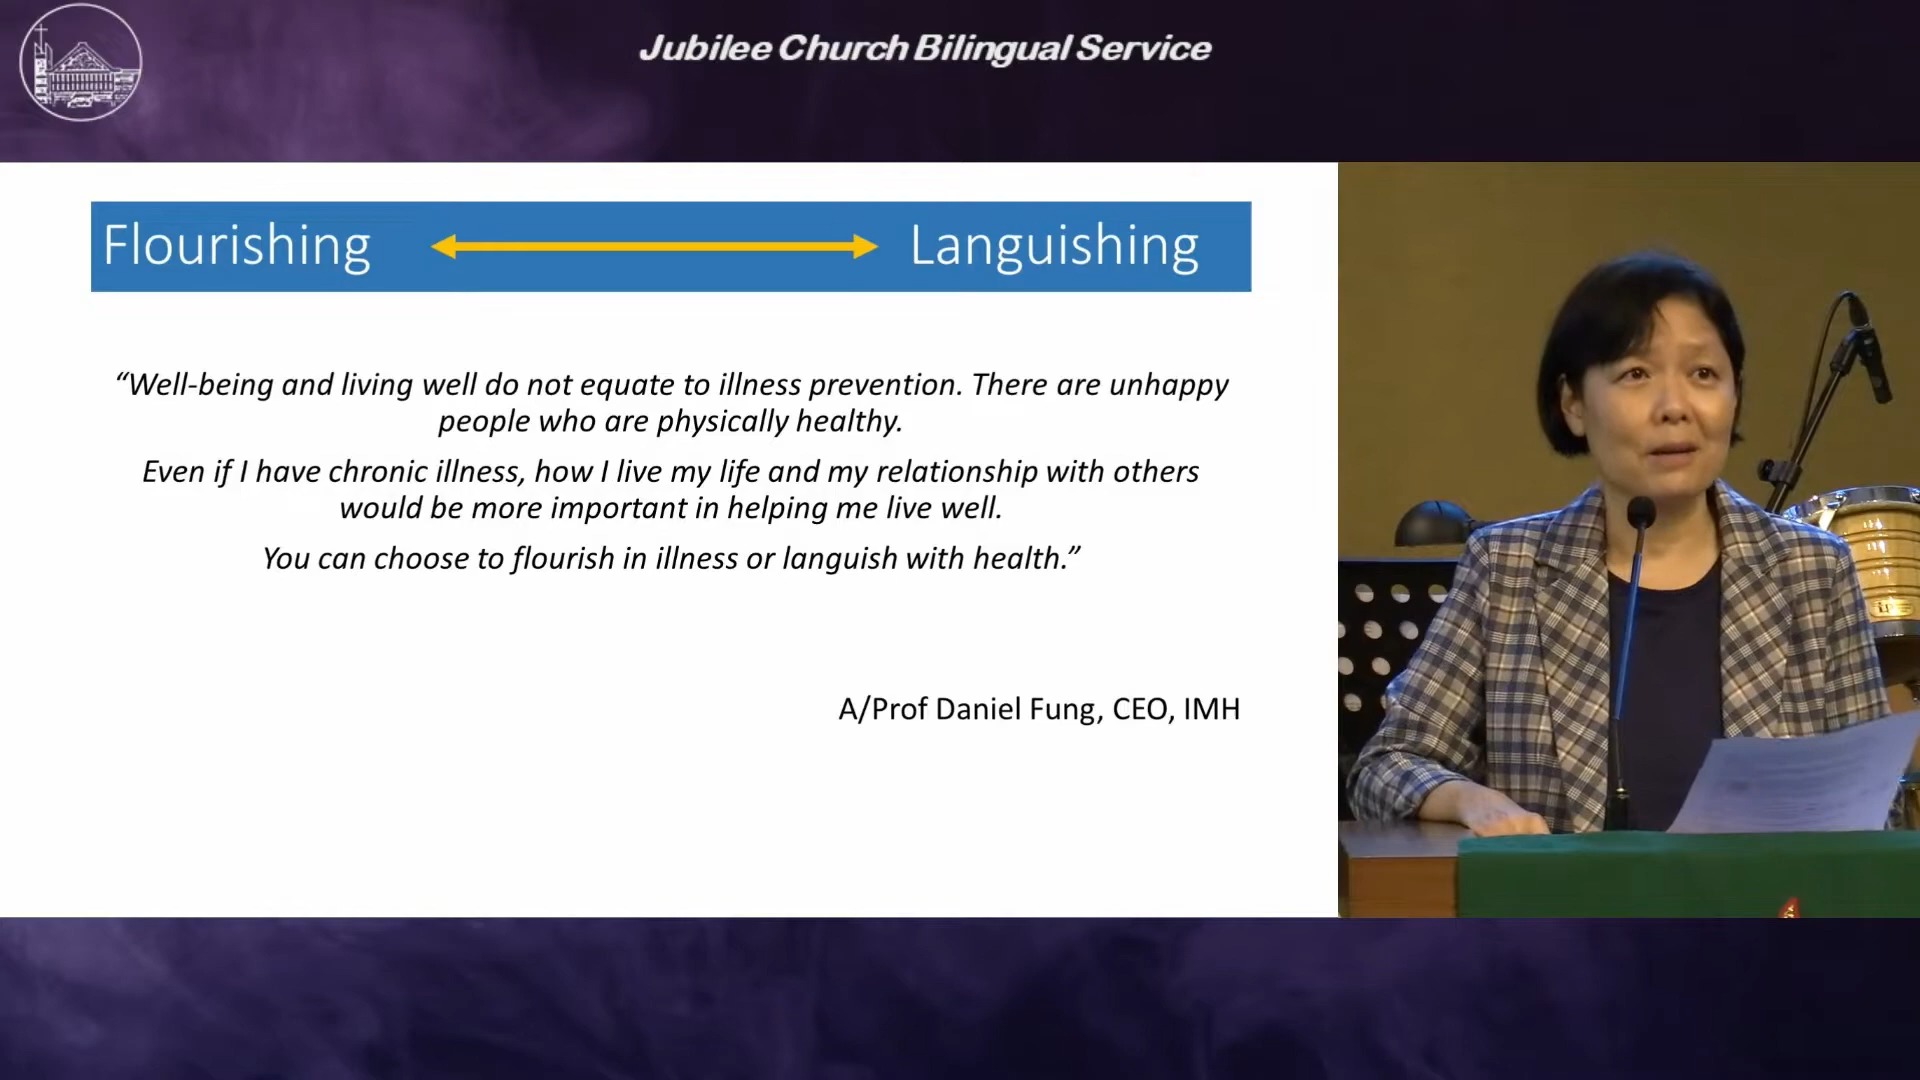 Jubilee Church Bilingual Service
Flourishing Languishing
“Well-being and living well do not equate to illness prevention. There are unhappy
people who are physically healthy.
Even if I have chronic illness, how I live my life and my relationship with others
would be more important in helping me live well.
You can choose to flourish in illness or languish with health.”
A/Prof Daniel Fung, CEO, IMH